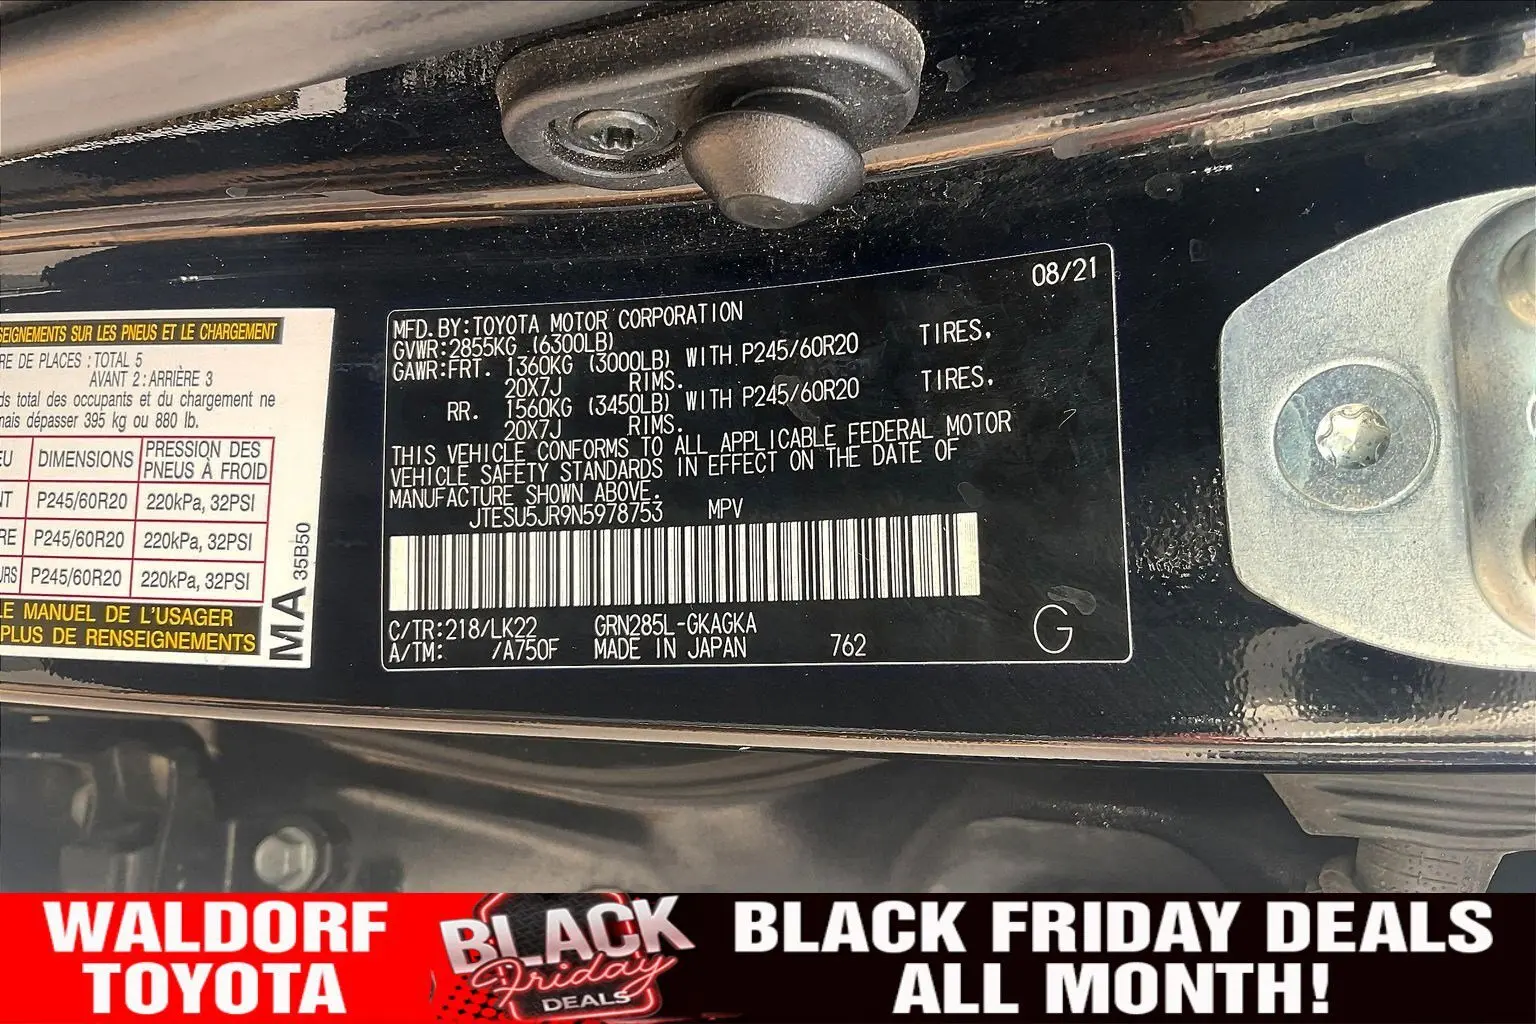 SEIGNEMENTS SUR LES PNEUS ET LE CHARGEMENT
RE DE PLACES : TOTAL 5
AVANT 2 : ARRIÈRE 3
ds total des occupants et du chargement ne
mais dépasser 395 kg ou 880 lb.
EU DIMENSIONS PRESSION DES PNEUS À FROID
NT P245/60R20 220kPa, 32PSI
RE P245/60R20 220kPa, 32PSI
URS P245/60R20 220kPa, 32PSI
LE MANUEL DE L'USAGER
PLUS DE RENSEIGNEMENTS
MA 35B50
08/21
MFD. BY: TOYOTA MOTOR CORPORATION
GVWR: 2855KG (6300LB)
GAWR: FRT. 1360KG (3000LB) WITH P245/60R20 TIRES,
20X7J RIMS.
RR. 1560KG (3450LB) WITH P245/60R20 TIRES,
20X7J RIMS.
THIS VEHICLE CONFORMS TO ALL APPLICABLE FEDERAL MOTOR
VEHICLE SAFETY STANDARDS IN EFFECT ON THE DATE OF
MANUFACTURE SHOWN ABOVE.
JTESU5JR9N5978753 MPV
C/TR: 218/LK22 GRN285L-GKAGKA
A/TM: /A750F MADE IN JAPAN 762
G
WALDORF
TOYOTA
BLACK
Friday
DEALS
BLACK FRIDAY DEALS
ALL MONTH!